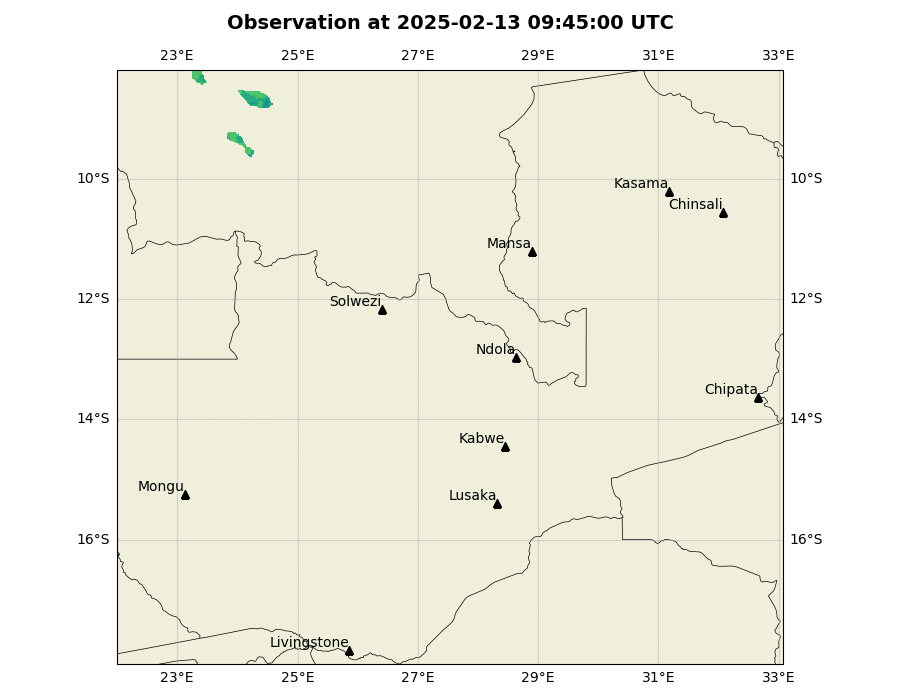 Observation at 2025-02-13 09:45:00 UTC
23°E 25°E 27°E 29°E 31°E 33°E
10°S 10°S
Kasama
Chinsali
Mansa
12°S 12°S
Solwezi
Ndola
Chipata
14°S 14°S
Kabwe
Mongu
Lusaka
16°S 16°S
Livingstone
23°E 25°E 27°E 29°E 31°E 33°E